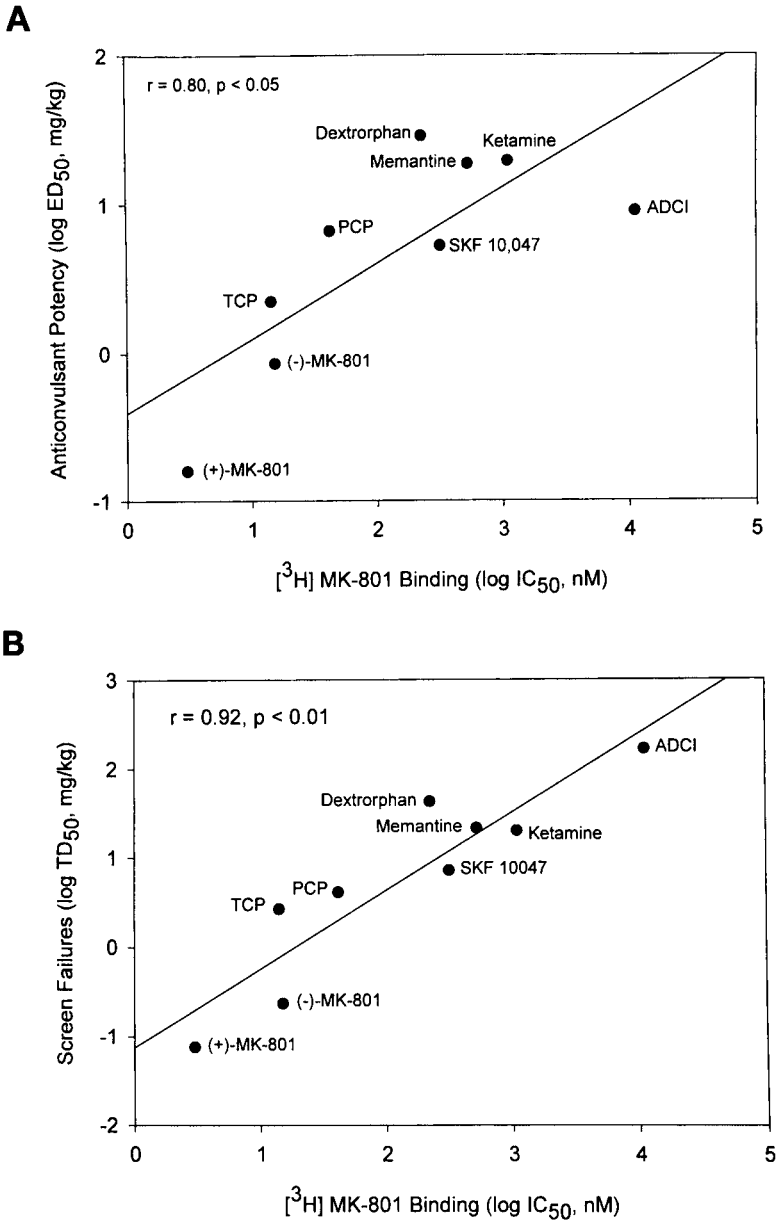 A
2
r = 0.80, p < 0.05
Dextrorphan
Ketamine
Memantine
1
ADCI
PCP
SKF 10,047
TCP
0
(-)-MK-801
(+)-MK-801
-1
0 1 2 3 4 5
Anticonvulsant Potency (log ED50, mg/kg)
[3H] MK-801 Binding (log IC50, nM)
B
3
r = 0.92, p < 0.01
2
ADCI
Dextrorphan
Memantine
Ketamine
1
SKF 10047
PCP
TCP
0
(-)-MK-801
-1
(+)-MK-801
-2
0 1 2 3 4 5
Screen Failures (log TD50, mg/kg)
[3H] MK-801 Binding (log IC50, nM)